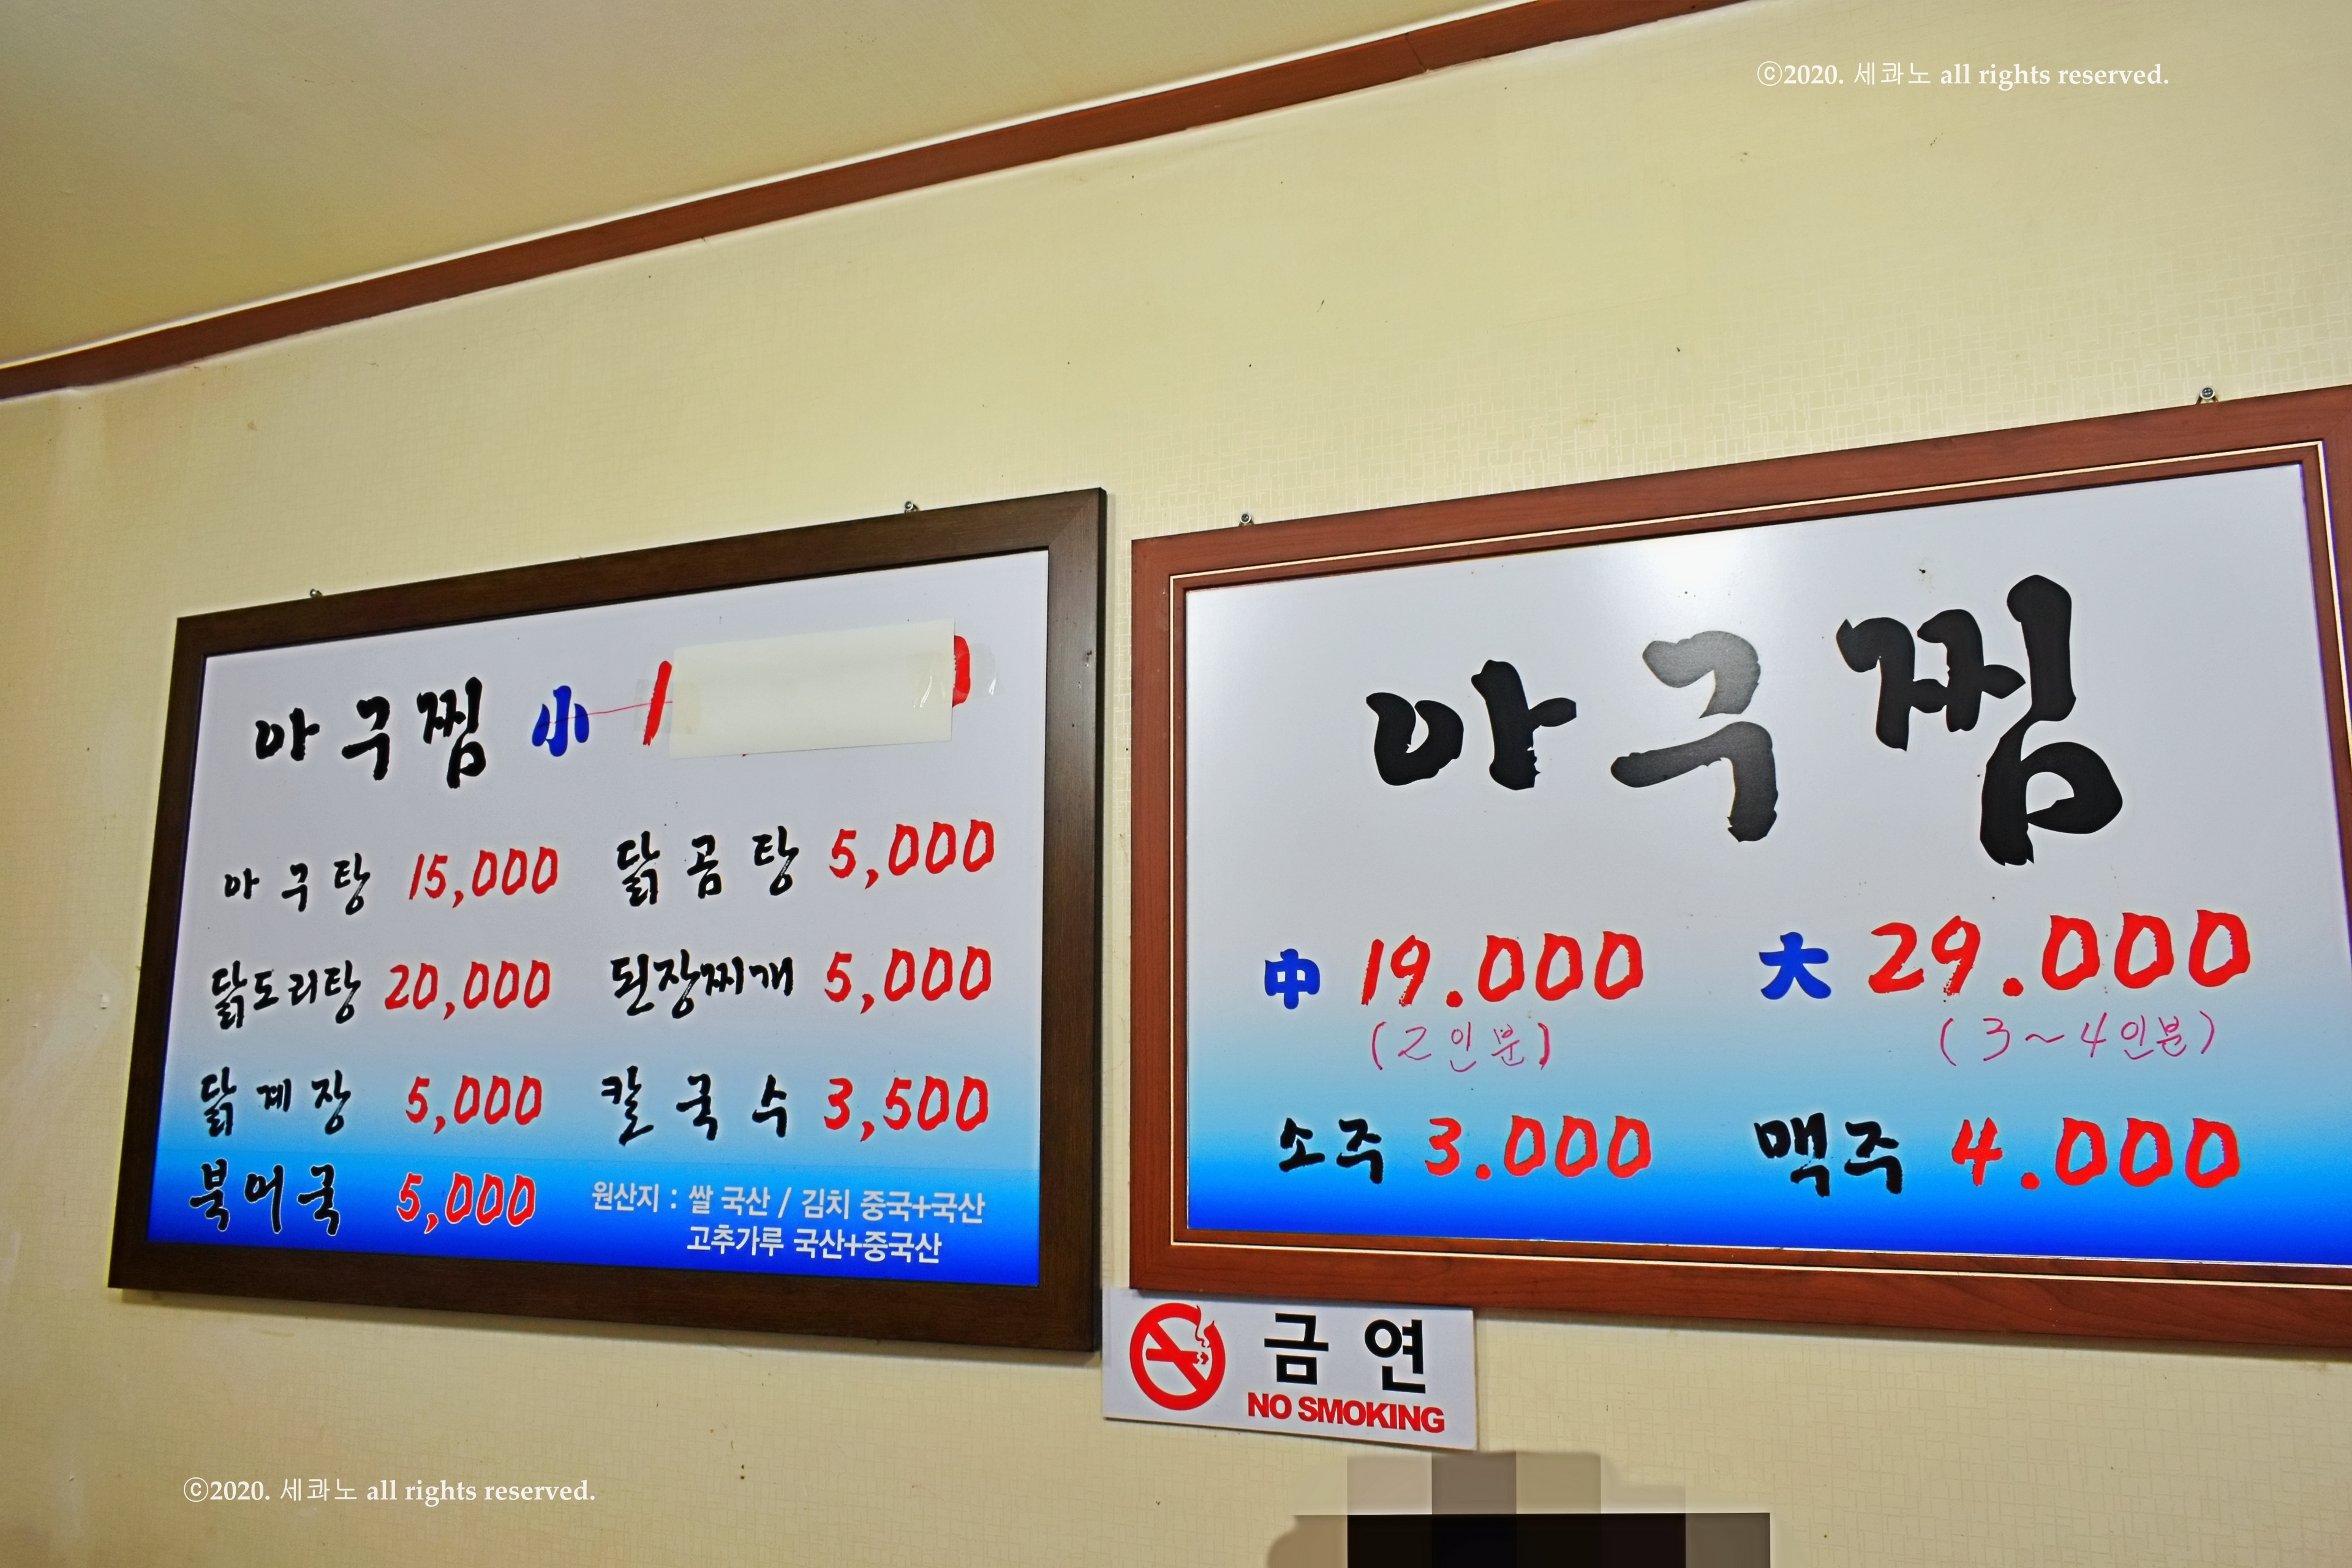 ⓒ2020. 세콰노 all rights reserved.
아구찜 小
아구탕 15,000 닭곰탕 5,000
닭도리탕 20,000 된장찌개 5,000
닭계장 5,000 칼국수 3,500
북어국 5,000
원산지 : 쌀 국산 / 김치 중국+국산
고추가루 국산+중국산
아구찜
中 19.000 大 29.000
(2인분) (3~4인분)
소주 3.000 맥주 4.000
금연
NO SMOKING
ⓒ2020. 세콰노 all rights reserved.